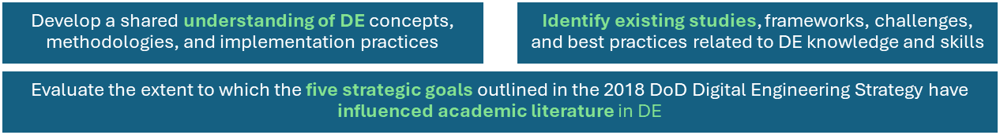 Develop a shared understanding of DE concepts,
methodologies, and implementation practices
Identify existing studies, frameworks, challenges,
and best practices related to DE knowledge and skills
Evaluate the extent to which the five strategic goals outlined in the 2018 DoD Digital Engineering Strategy have
influenced academic literature in DE